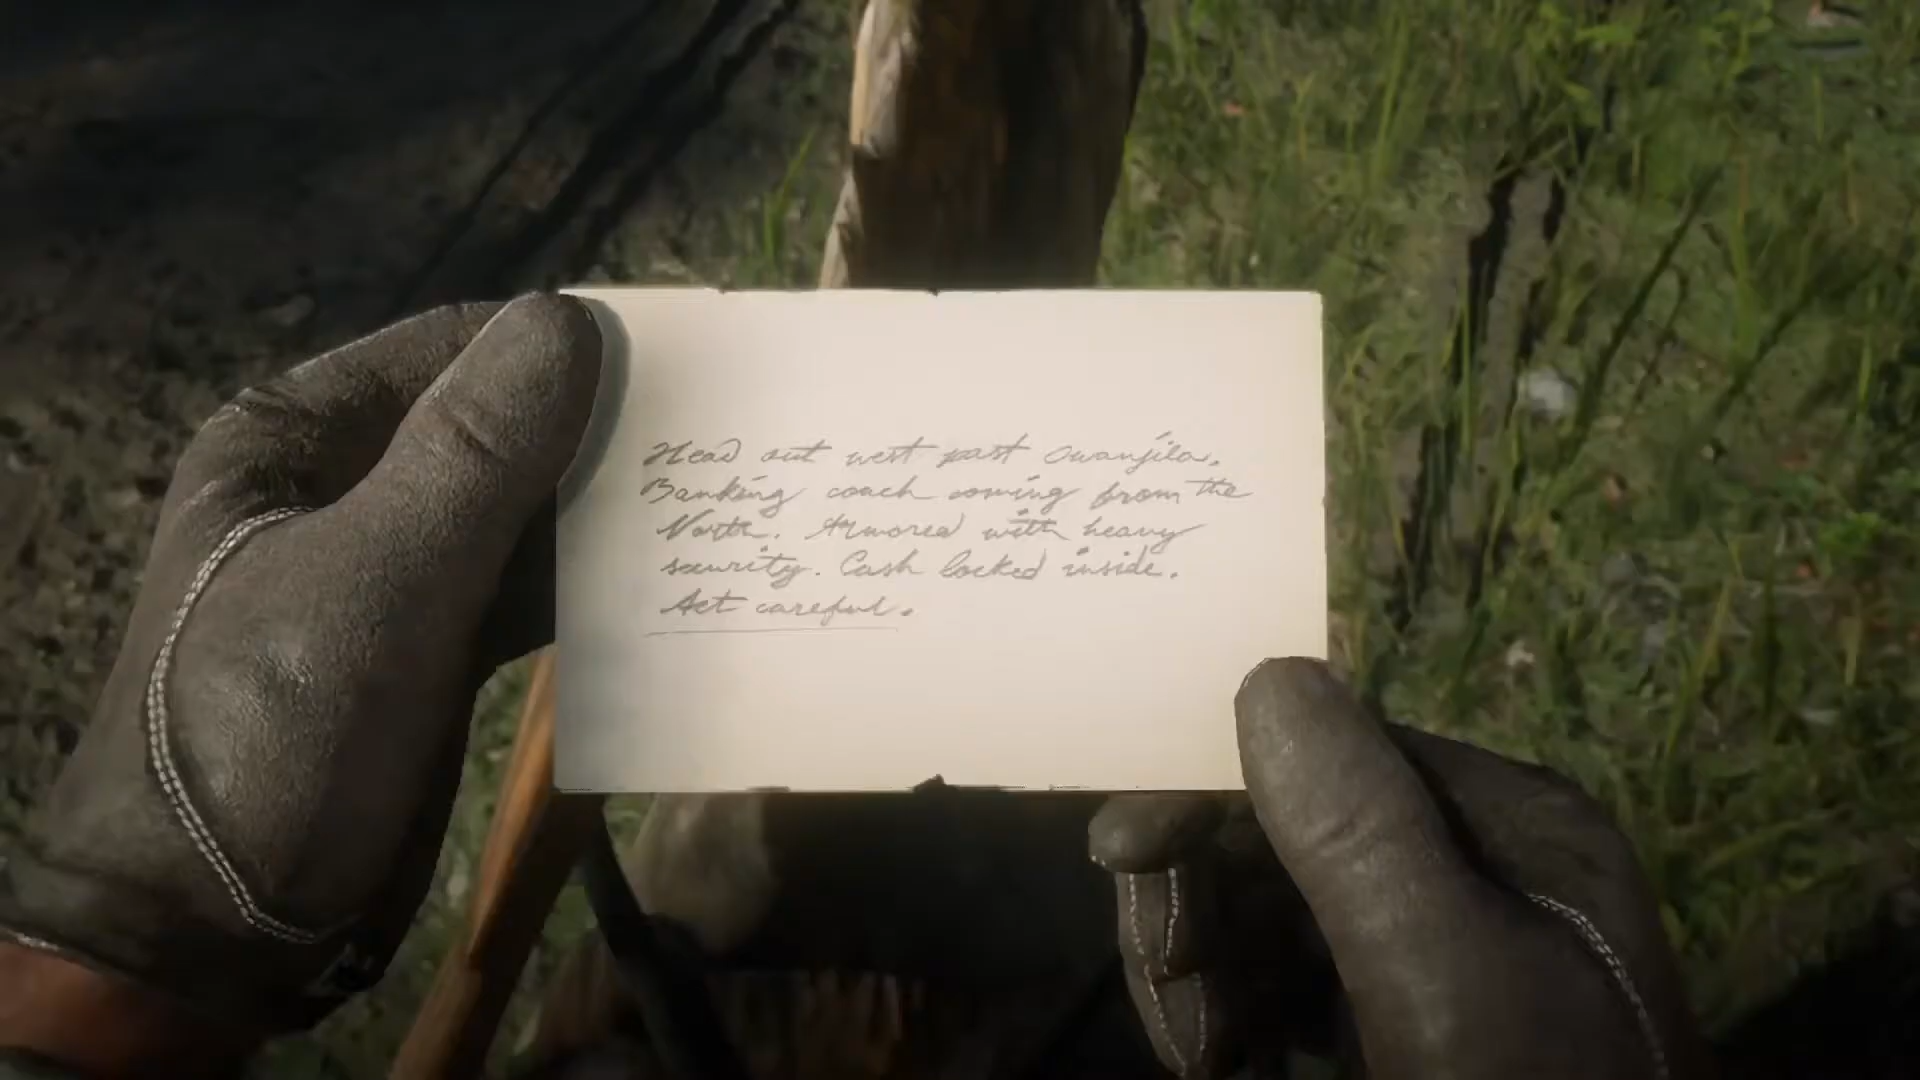 Head out west past Owanjila.
Banking coach coming from the
North. Armored with heavy
security. Cash locked inside.
Act careful.